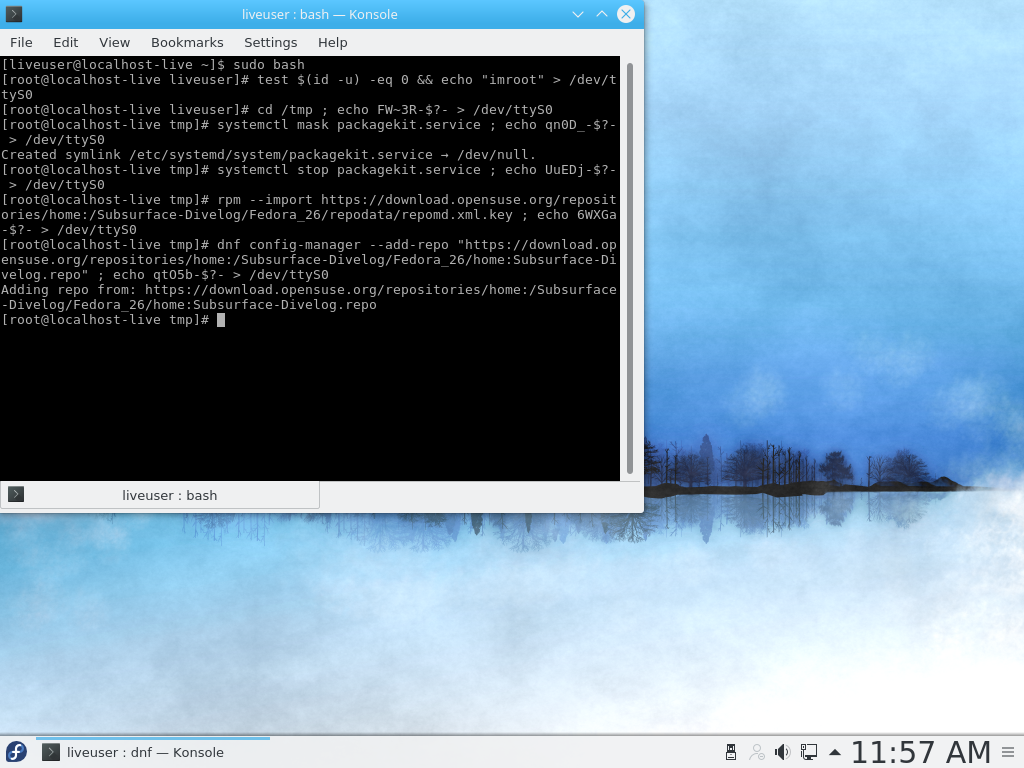 liveuser : bash — Konsole
File Edit View Bookmarks Settings Help
[liveuser@localhost-live ~]$ sudo bash
[root@localhost-live liveuser]# test $(id -u) -eq 0 && echo "imroot" > /dev/t
tyS0
[root@localhost-live liveuser]# cd /tmp ; echo FW~3R-$?- > /dev/ttyS0
[root@localhost-live tmp]# systemctl mask packagekit.service ; echo qn0D_-$?-
 > /dev/ttyS0
Created symlink /etc/systemd/system/packagekit.service → /dev/null.
[root@localhost-live tmp]# systemctl stop packagekit.service ; echo UuEDj-$?-
 > /dev/ttyS0
[root@localhost-live tmp]# rpm --import https://download.opensuse.org/reposit
ories/home:/Subsurface-Divelog/Fedora_26/repodata/repomd.xml.key ; echo 6WXGa
-$?- > /dev/ttyS0
[root@localhost-live tmp]# dnf config-manager --add-repo "https://download.op
ensuse.org/repositories/home:/Subsurface-Divelog/Fedora_26/home:Subsurface-Di
velog.repo" ; echo qtO5b-$?- > /dev/ttyS0
Adding repo from: https://download.opensuse.org/repositories/home:/Subsurface
-Divelog/Fedora_26/home:Subsurface-Divelog.repo
[root@localhost-live tmp]#
liveuser : bash
liveuser : dnf — Konsole
11:57 AM